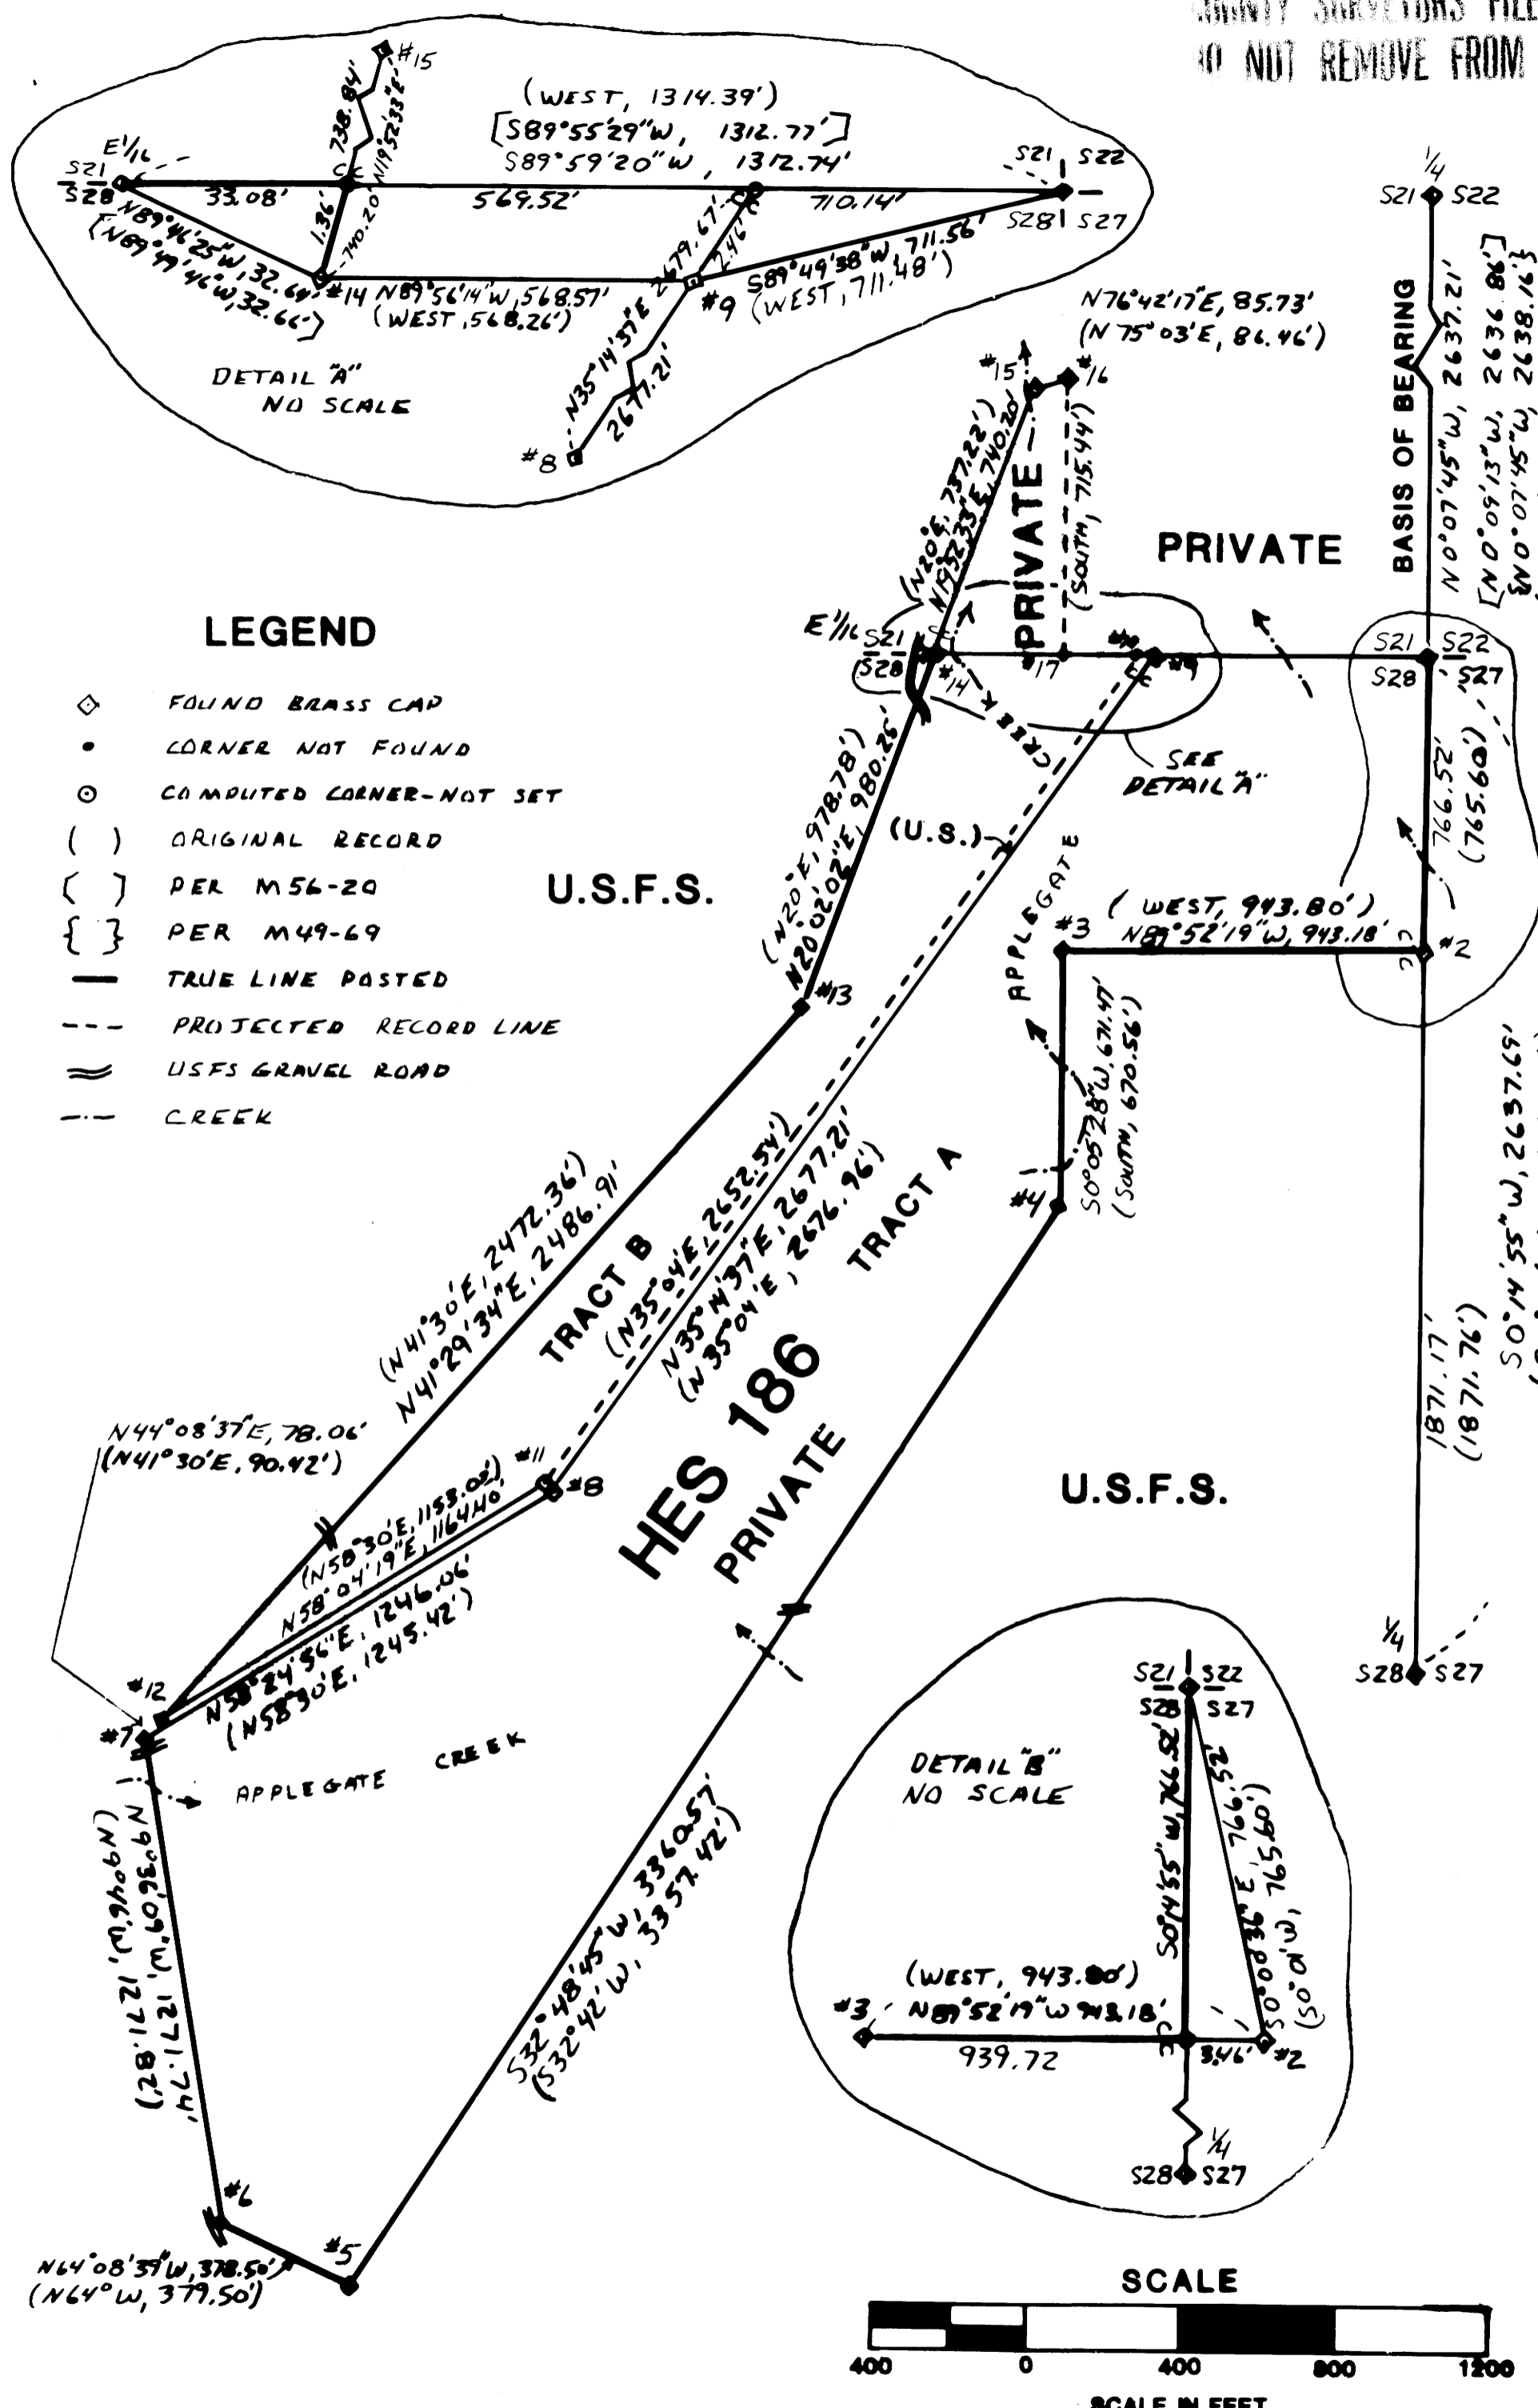 COUNTY SURVEYORS FILE
DO NOT REMOVE FROM
#15
738.84'
N19°52'33"E
(WEST, 1314.39')
[S89°55'29"W, 1312.77']
S89°59'20"W, 1312.74'
E 1/16
S21
S28
S21 S22
S28 S27
33.08'
569.52'
710.14'
1.36'
740.20'
2679.67'
2.46'
N89°46'25"W, 32.64'
[N89°49'46"W, 32.66']
#14 N89°56'14"W, 568.57'
(WEST, 568.26')
#9
S89°49'38"W, 711.56'
(WEST, 711.48')
N35°14'37"E
2677.21'
#8
DETAIL "A"
NO SCALE
1/4
S21 S22
BASIS OF BEARING
N0°07'45"W, 2637.21'
[N0°09'13"W, 2636.86']
{N0°07'45"W, 2638.16'}
N76°42'17"E, 85.73'
(N75°03'E, 86.46')
#15
#16
(N20°E, 737.22')
N19°52'33"E, 740.20'
PRIVATE
(SOUTH, 715.44')
PRIVATE
E 1/16 S21
S28
#14
#17
#9
S21 S22
S28 S27
CREEK
SEE
DETAIL "A"
LEGEND
FOUND BRASS CAP
CORNER NOT FOUND
COMPUTED CORNER-NOT SET
( ) ORIGINAL RECORD
[ ] PER M56-20
{ } PER M49-69
TRUE LINE POSTED
PROJECTED RECORD LINE
USFS GRAVEL ROAD
CREEK
(N20°E, 978.78')
N20°02'02"E, 980.25'
(U.S.)
U.S.F.S.
766.52'
(765.60')
APPLEGATE
#3
(WEST, 943.80')
N89°52'19"W, 943.18'
#2
#13
S0°05'28"W, 671.47'
(SOUTH, 670.56')
#4
S0°14'55"W, 2637.69'
1871.17'
(1871.76')
(N41°30'E, 2472.36')
N41°29'34"E, 2486.91'
TRACT B
(N35°04'E, 2652.54')
N35°14'37"E, 2677.21'
(N35°04'E, 2676.96')
TRACT A
HES 186
PRIVATE
U.S.F.S.
N44°08'37"E, 78.06'
(N41°30'E, 90.42')
#11
#8
(N58°30'E, 1153.02')
N58°04'19"E, 1164.40'
N58°24'56"E, 1246.06'
(N58°30'E, 1245.42')
#12
#7
APPLEGATE CREEK
N9°36'09"W, 1271.74'
(N9°46'W, 1271.82')
S32°48'45"W, 3360.57'
(S32°42'W, 3357.42')
#6
#5
N64°08'39"W, 378.50'
(N64°W, 379.50')
1/4
S28 S27
S21 S22
S28 S27
DETAIL "B"
NO SCALE
S0°14'55"W, 766.52'
S0°00'36"E, 766.52'
(S0°01'W, 765.60')
(WEST, 943.80')
#3
N89°52'19"W 943.18'
939.72
3.46'
#2
1/4
S28 S27
SCALE
400 0 400 800 1200
SCALE IN FEET